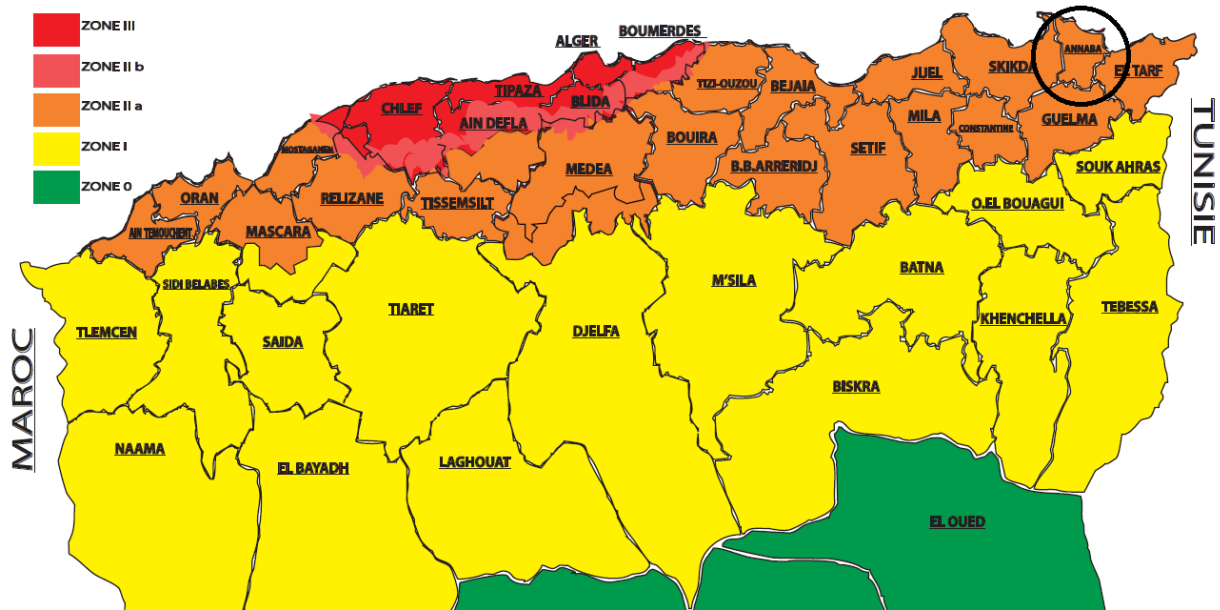 ZONE III
ZONE II b
ZONE II a
ZONE I
ZONE 0
BOUMERDES
ALGER
TIPAZA
BLIDA
CHLEF
AIN DEFLA
TIZI-OUZOU
BEJAIA
JIJEL
SKIKDA
ANNABA
EL TARF
MILA
CONSTANTINE
GUELMA
SOUK AHRAS
TUNISIE
MOSTAGANEM
MEDEA
BOUIRA
B.B.ARRERIDJ
SETIF
ORAN
RELIZANE
TISSEMSILT
AIN TEMOUCHENT
MASCARA
O.EL BOUAGUI
SIDI BELABES
M'SILA
BATNA
TLEMCEN
SAIDA
TIARET
DJELFA
KHENCHELLA
TEBESSA
MAROC
BISKRA
NAAMA
EL BAYADH
LAGHOUAT
EL OUED